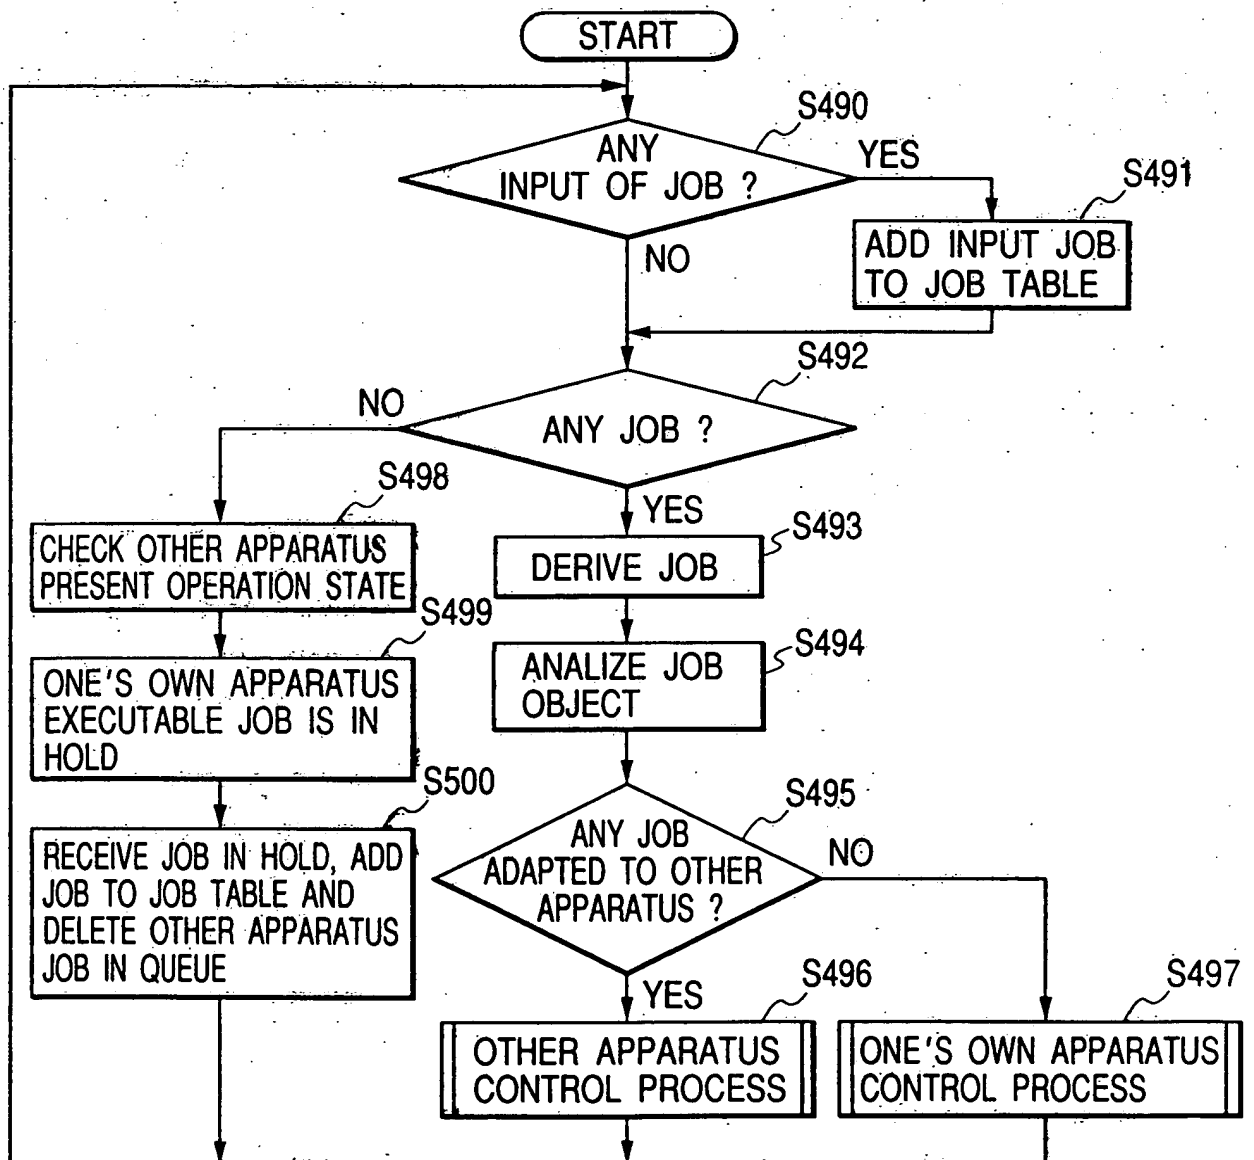 START
S490
ANY
INPUT OF JOB ?
YES
S491
ADD INPUT JOB
TO JOB TABLE
NO
S492
NO
ANY JOB ?
S498
YES
CHECK OTHER APPARATUS
PRESENT OPERATION STATE
S493
DERIVE JOB
S499
ONE'S OWN APPARATUS
EXECUTABLE JOB IS IN
HOLD
S494
ANALIZE JOB
OBJECT
S500
RECEIVE JOB IN HOLD, ADD
JOB TO JOB TABLE AND
DELETE OTHER APPARATUS
JOB IN QUEUE
S495
ANY JOB
ADAPTED TO OTHER
APPARATUS ?
NO
YES
S496
OTHER APPARATUS
CONTROL PROCESS
S497
ONE'S OWN APPARATUS
CONTROL PROCESS